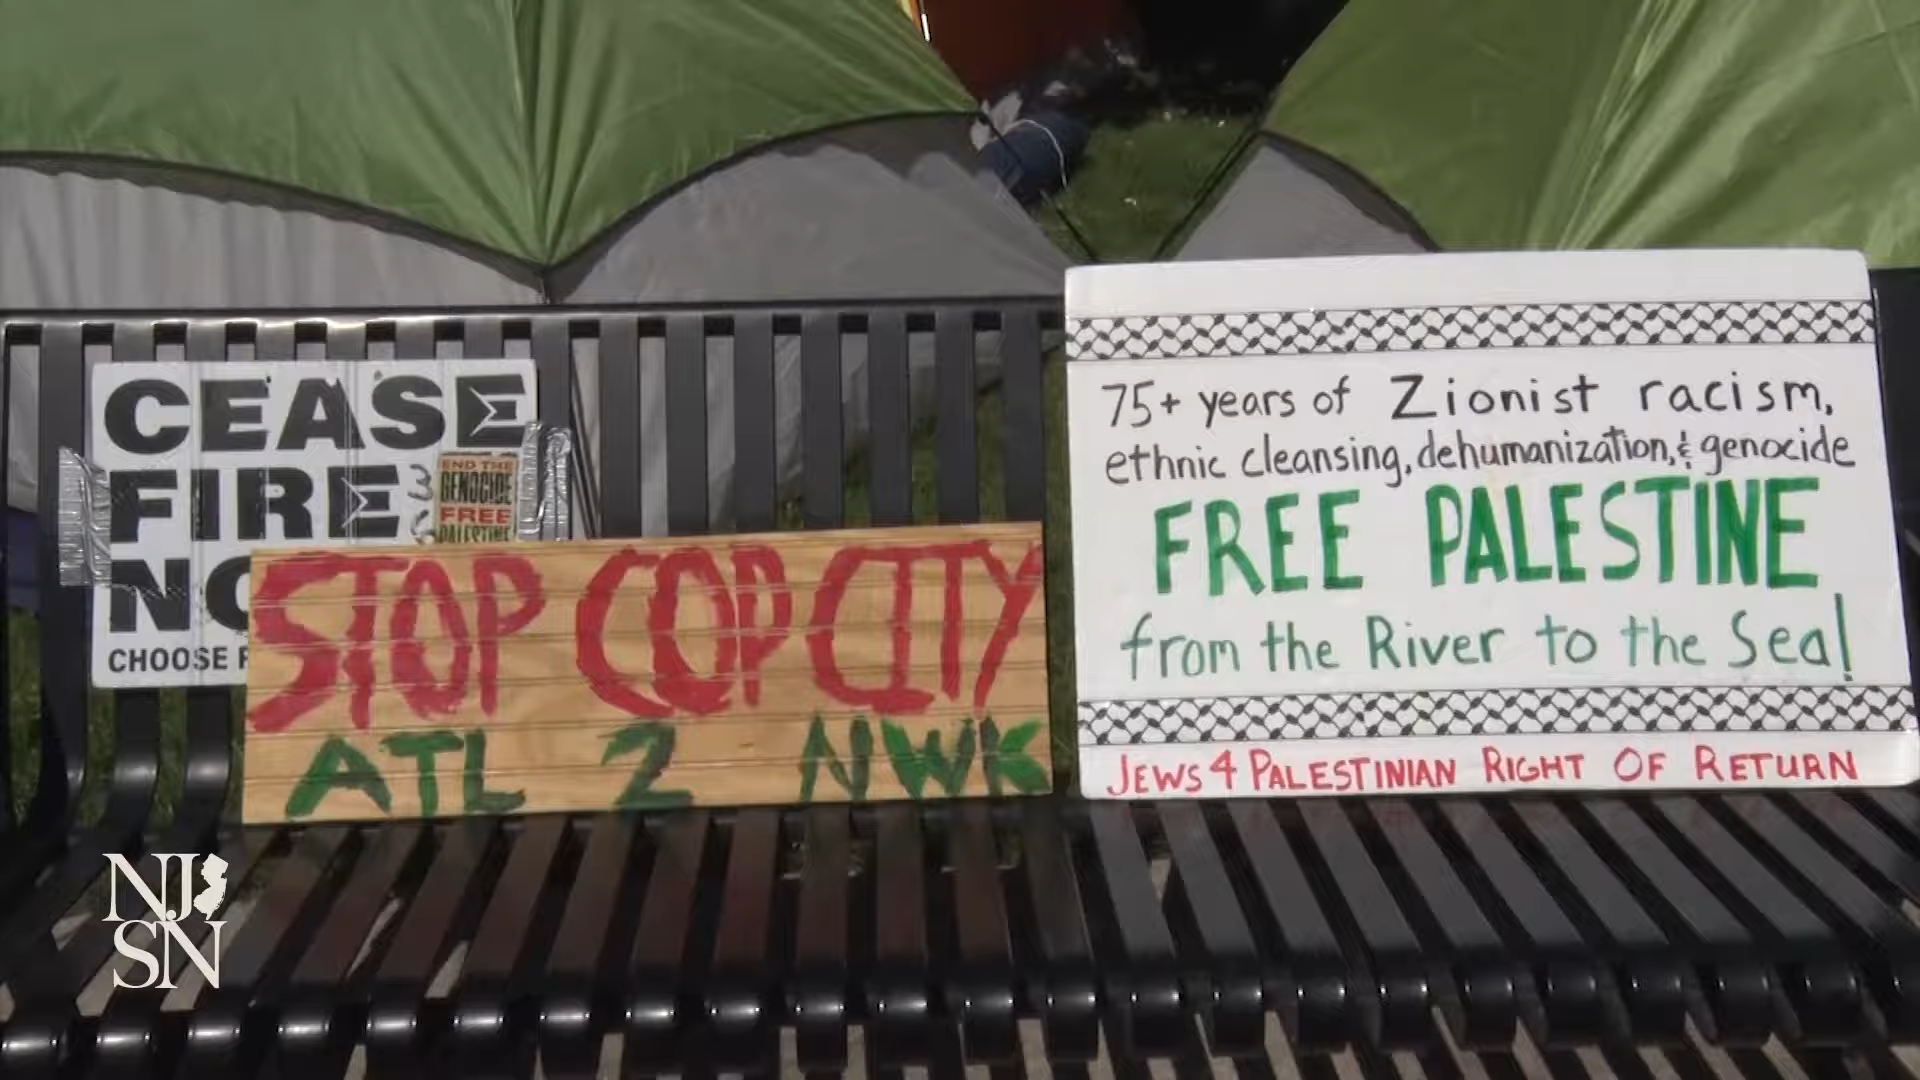 CEASE
FIRE
NO
CHOOSE
END THE
GENOCIDE
FREE
PALESTINE
STOP COP CITY
ATL 2 NWK
75+ years of Zionist racism,
ethnic cleansing, dehumanization, & genocide
FREE PALESTINE
from the River to the Sea!
JEWS 4 PALESTINIAN RIGHT OF RETURN
NJ
SN